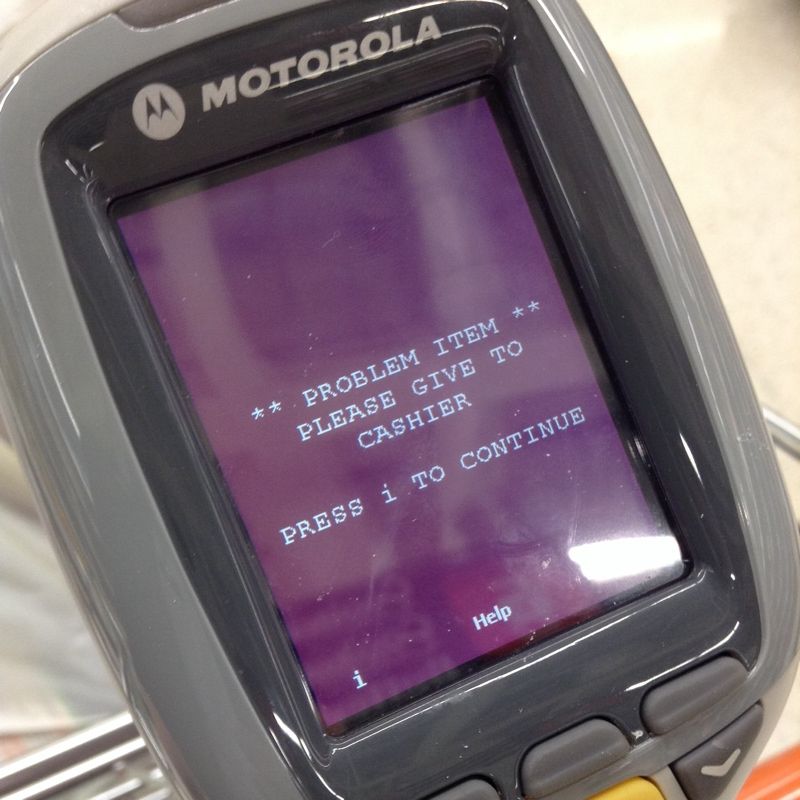 MOTOROLA
** PROBLEM ITEM **
PLEASE GIVE TO
CASHIER
PRESS i TO CONTINUE
Help
i